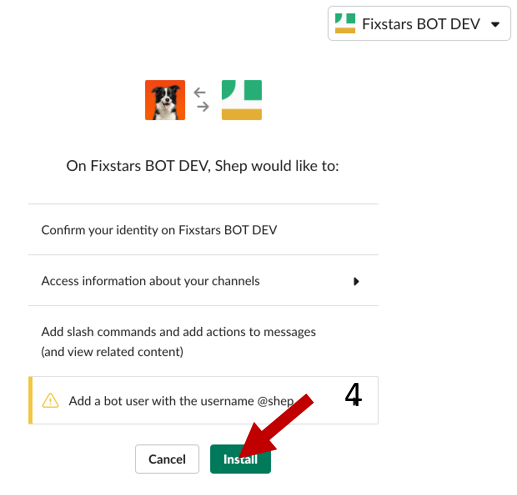 Fixstars BOT DEV
On Fixstars BOT DEV, Shep would like to:
Confirm your identity on Fixstars BOT DEV
Access information about your channels
Add slash commands and add actions to messages
(and view related content)
Add a bot user with the username @shep
4
Cancel
Install